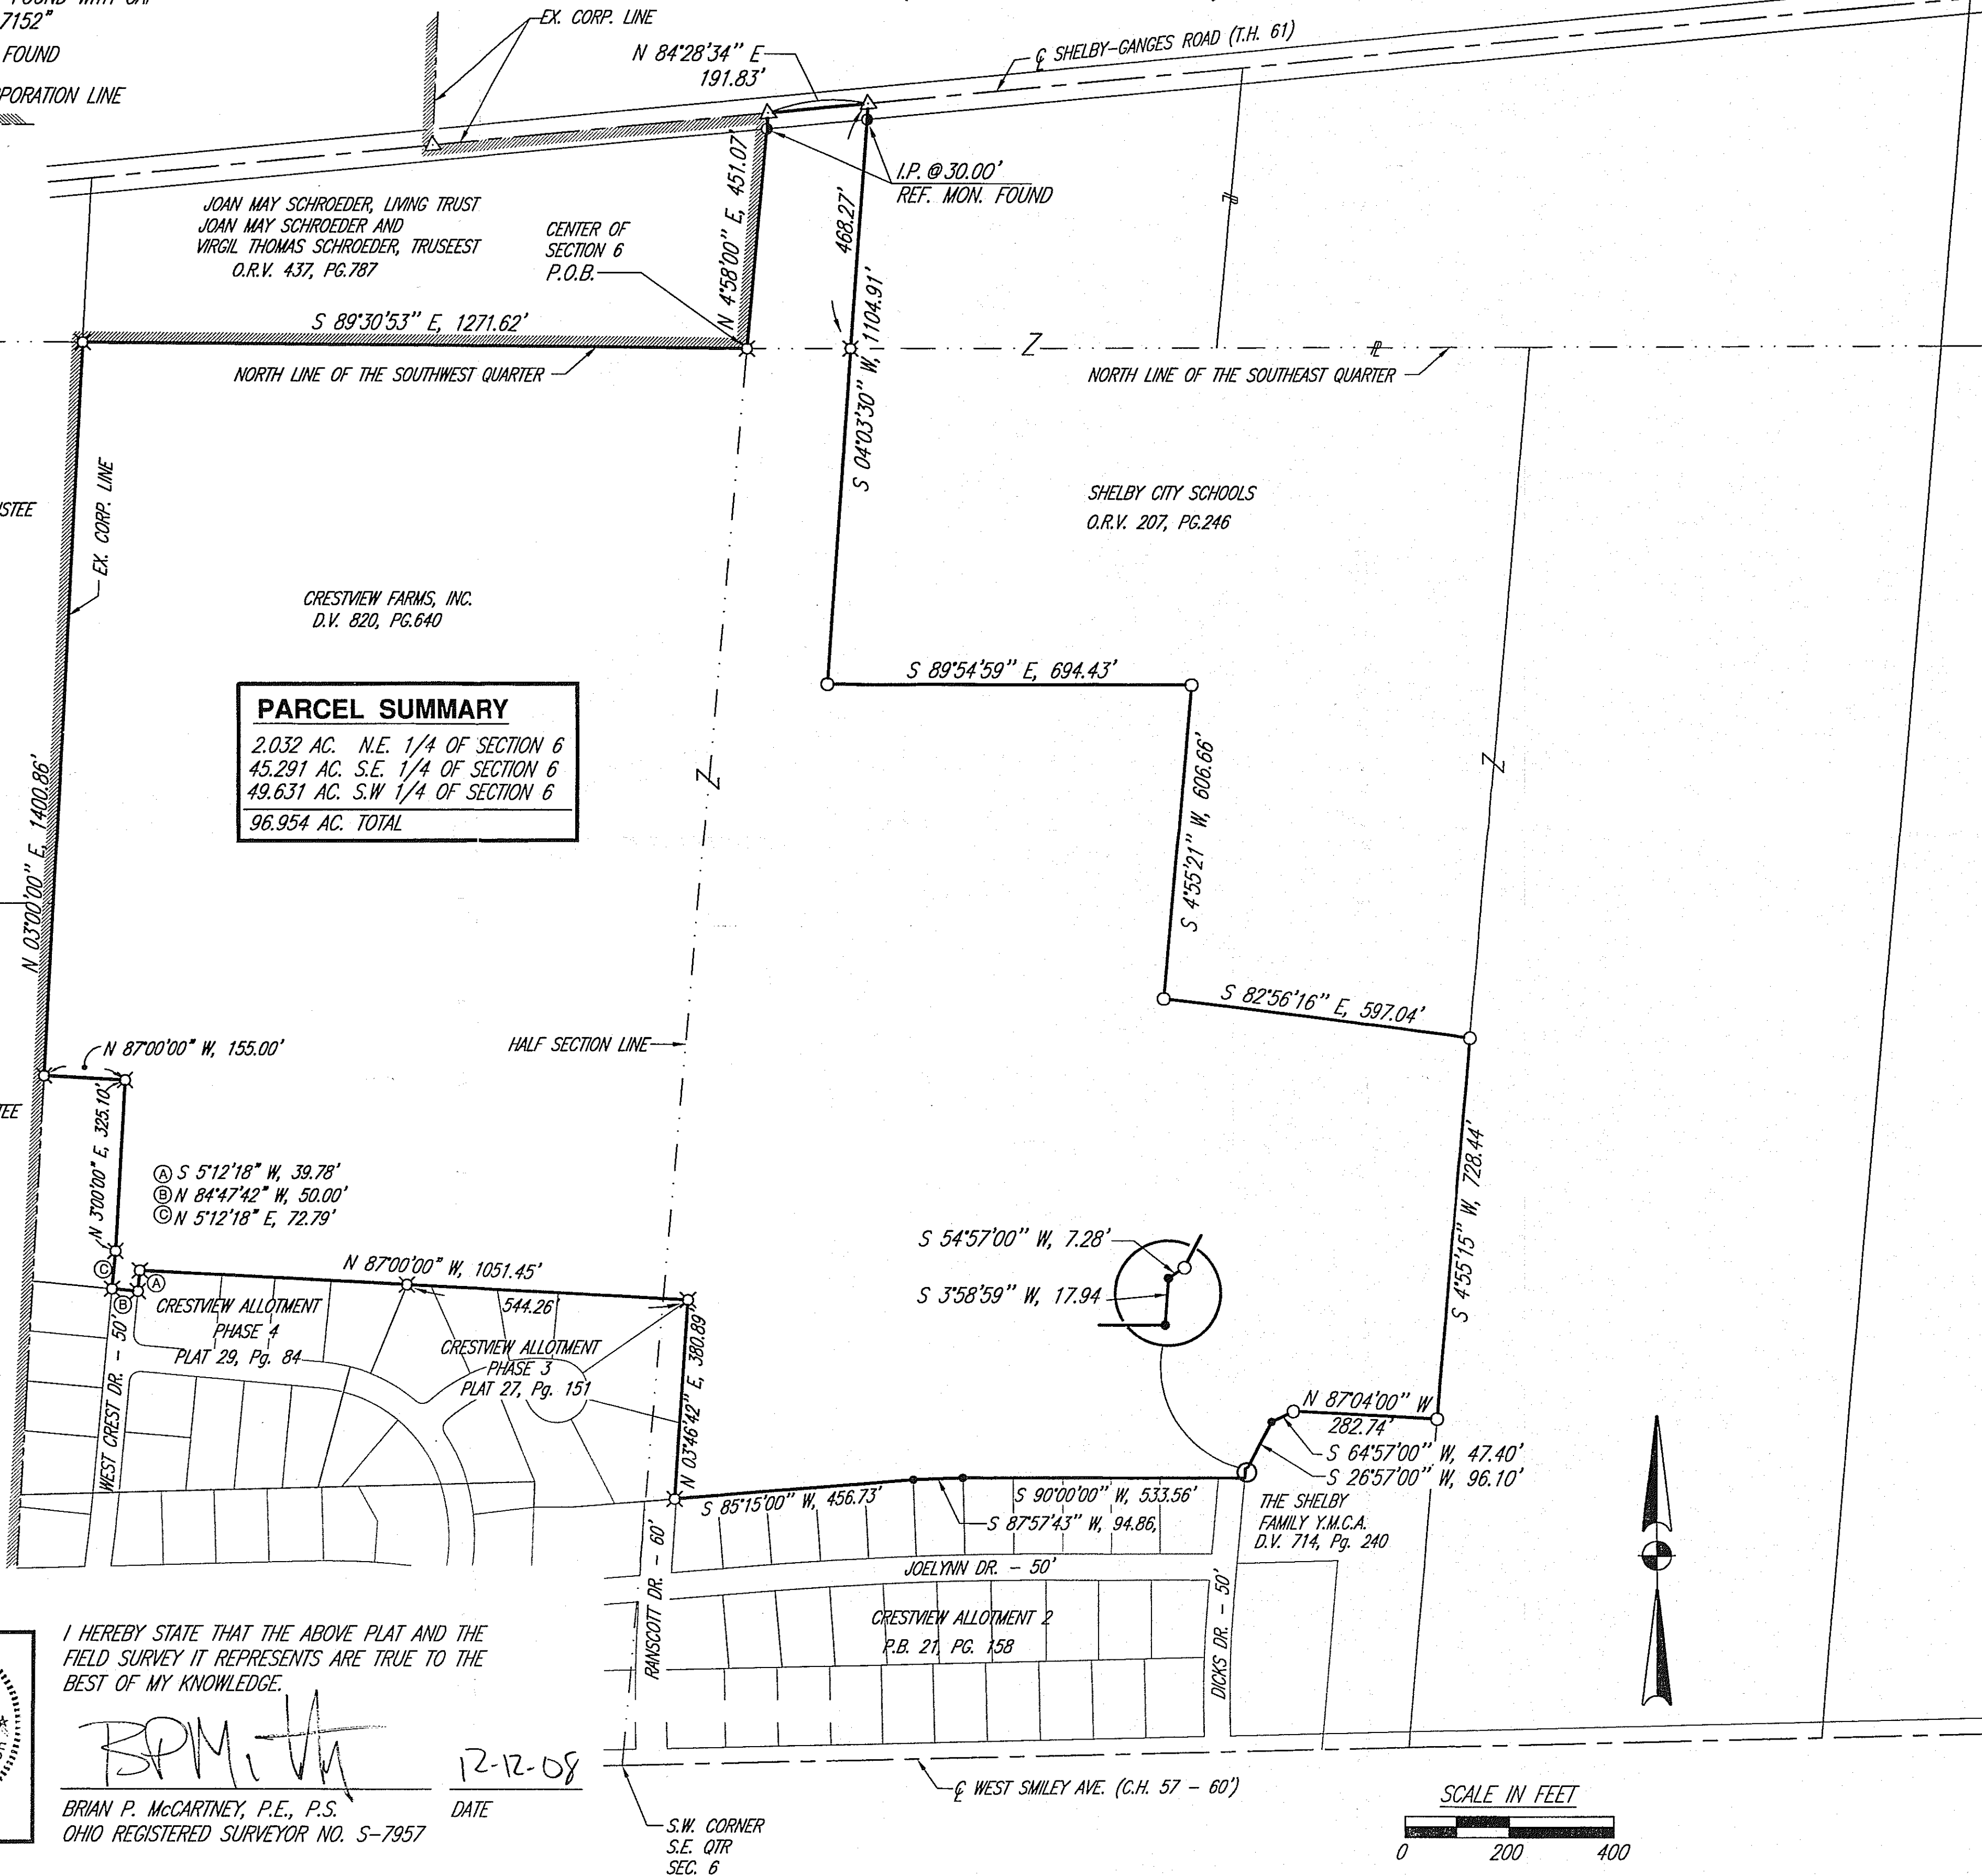 7152"
FOUND
EX. CORP. LINE
N 84°28'34" E
191.83'
℄ SHELBY-GANGES ROAD (T.H. 61)
I.P. @ 30.00'
REF. MON. FOUND
JOAN MAY SCHROEDER, LIVING TRUST
JOAN MAY SCHROEDER AND
VIRGIL THOMAS SCHROEDER, TRUSEEST
O.R.V. 437, PG.787
CENTER OF
SECTION 6
P.O.B.
N 4°58'00" E, 451.07'
468.27'
S 04°03'30" W, 1104.91'
S 89°30'53" E, 1271.62'
NORTH LINE OF THE SOUTHWEST QUARTER
Z
℄
NORTH LINE OF THE SOUTHEAST QUARTER
EX. CORP. LINE
SHELBY CITY SCHOOLS
O.R.V. 207, PG.246
CRESTVIEW FARMS, INC.
D.V. 820, PG.640
S 89°54'59" E, 694.43'
PARCEL SUMMARY
2.032 AC. N.E. 1/4 OF SECTION 6
45.291 AC. S.E. 1/4 OF SECTION 6
49.631 AC. S.W 1/4 OF SECTION 6
96.954 AC. TOTAL
Z
Z
S 4°55'21" W, 606.66'
N 03°00'00" E, 1400.86'
S 82°56'16" E, 597.04'
N 87°00'00" W, 155.00'
HALF SECTION LINE
N 3°00'00" E, 325.10'
Ⓐ S 5°12'18" W, 39.78'
Ⓑ N 84°47'42" W, 50.00'
Ⓒ N 5°12'18" E, 72.79'
S 4°55'15" W, 728.44'
S 54°57'00" W, 7.28'
S 3°58'59" W, 17.94
N 87°00'00" W, 1051.45'
544.26'
Ⓒ
Ⓐ
Ⓑ
CRESTVIEW ALLOTMENT
PHASE 4
PLAT 29, Pg. 84
CRESTVIEW ALLOTMENT
PHASE 3
PLAT 27, Pg. 151
N 03°46'42" E, 380.89'
WEST CREST DR. - 50'
N 87°04'00" W
282.74'
S 64°57'00" W, 47.40'
S 26°57'00" W, 96.10'
S 85°15'00" W, 456.73'
S 90°00'00" W, 533.56'
S 87°57'43" W, 94.86,
THE SHELBY
FAMILY Y.M.C.A.
D.V. 714, Pg. 240
JOELYNN DR. - 50'
RANSCOTT DR. - 60'
CRESTVIEW ALLOTMENT 2
P.B. 21, PG. 158
DICKS DR. - 50'
I HEREBY STATE THAT THE ABOVE PLAT AND THE
FIELD SURVEY IT REPRESENTS ARE TRUE TO THE
BEST OF MY KNOWLEDGE.
12-12-08
BRIAN P. McCARTNEY, P.E., P.S.
DATE
OHIO REGISTERED SURVEYOR NO. S-7957
℄ WEST SMILEY AVE. (C.H. 57 - 60')
S.W. CORNER
S.E. QTR
SEC. 6
SCALE IN FEET
0 200 400